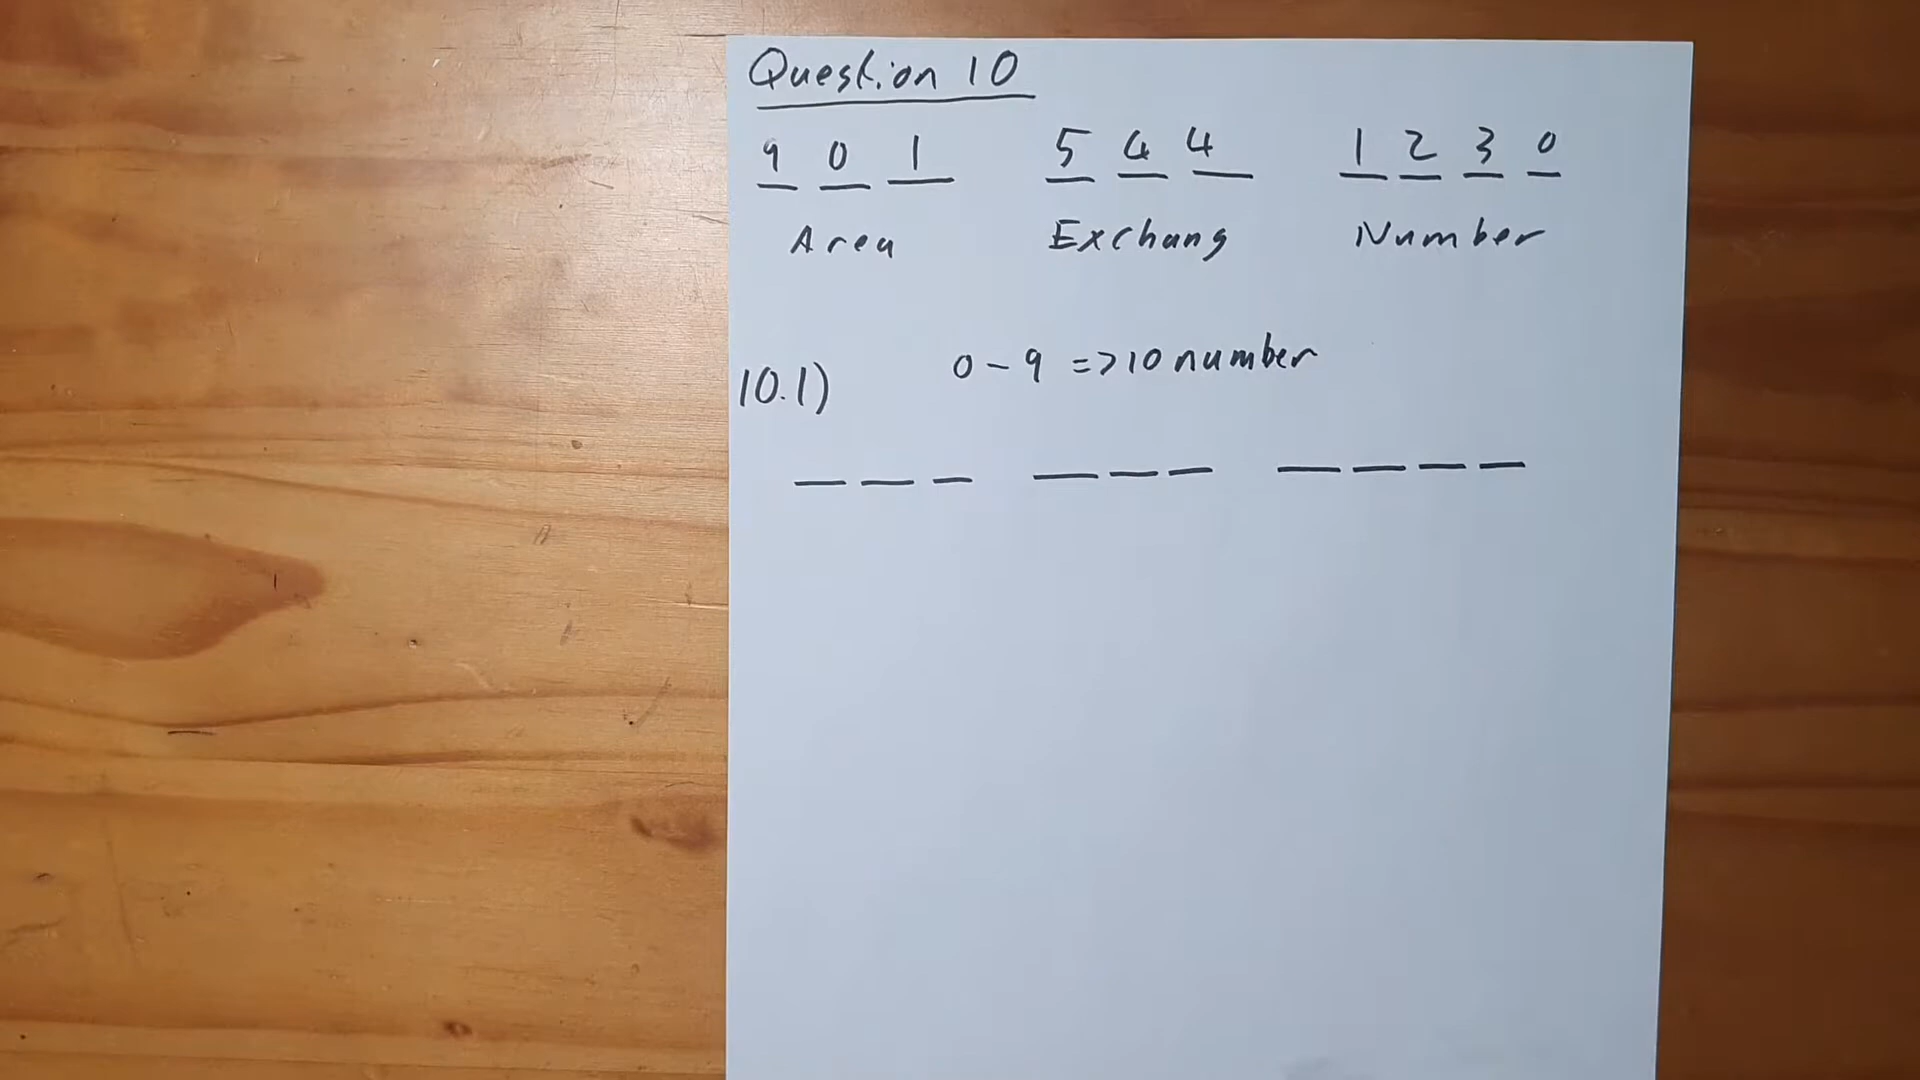 Question 10
9 0 1 5 4 4 1 2 3 0
Area Exchang Number
0-9 => 10 number
10.1)